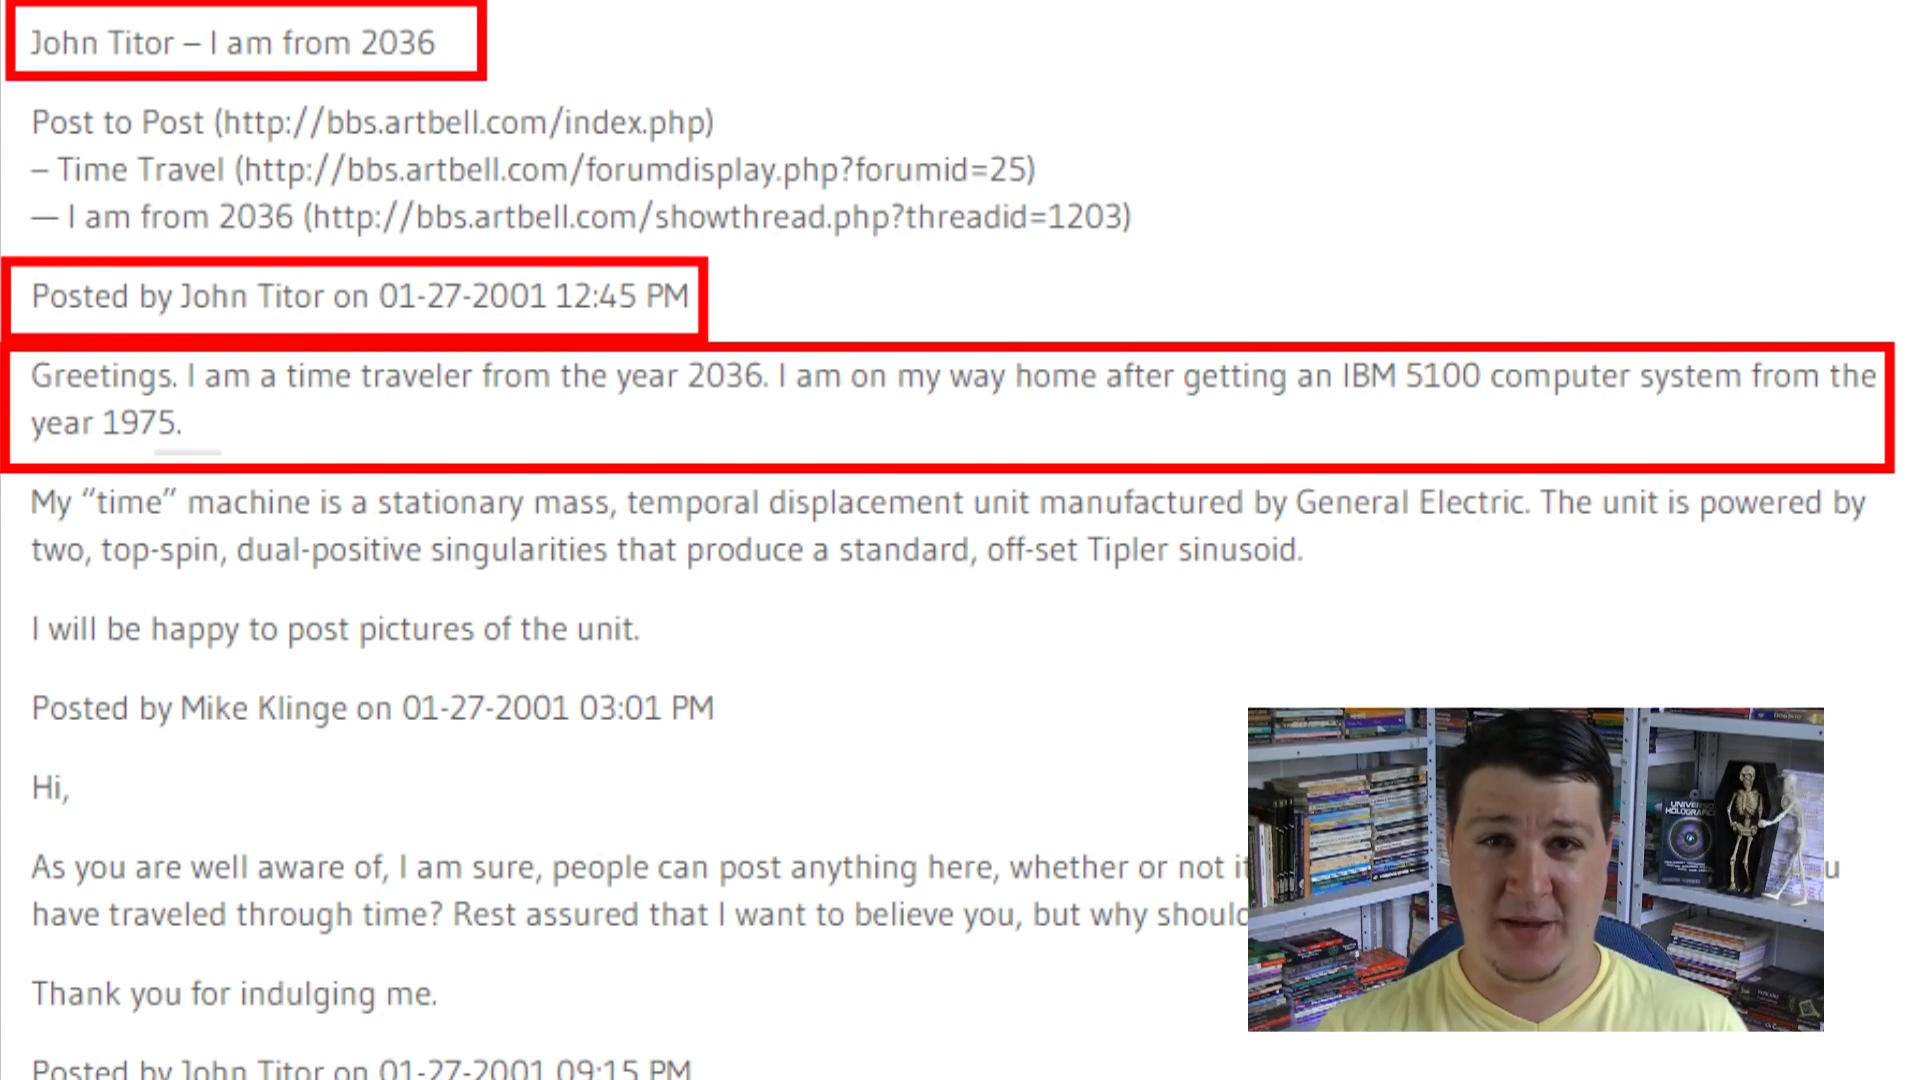 John Titor – I am from 2036
Post to Post (http://bbs.artbell.com/index.php)
– Time Travel (http://bbs.artbell.com/forumdisplay.php?forumid=25)
— I am from 2036 (http://bbs.artbell.com/showthread.php?threadid=1203)
Posted by John Titor on 01-27-2001 12:45 PM
Greetings. I am a time traveler from the year 2036. I am on my way home after getting an IBM 5100 computer system from the
year 1975.
My “time” machine is a stationary mass, temporal displacement unit manufactured by General Electric. The unit is powered by
two, top-spin, dual-positive singularities that produce a standard, off-set Tipler sinusoid.
I will be happy to post pictures of the unit.
Posted by Mike Klinge on 01-27-2001 03:01 PM
Hi,
As you are well aware of, I am sure, people can post anything here, whether or not
have traveled through time? Rest assured that I want to believe you, but why
Thank you for indulging me.
Posted by John Titor on 01-27-2001 09:15 PM